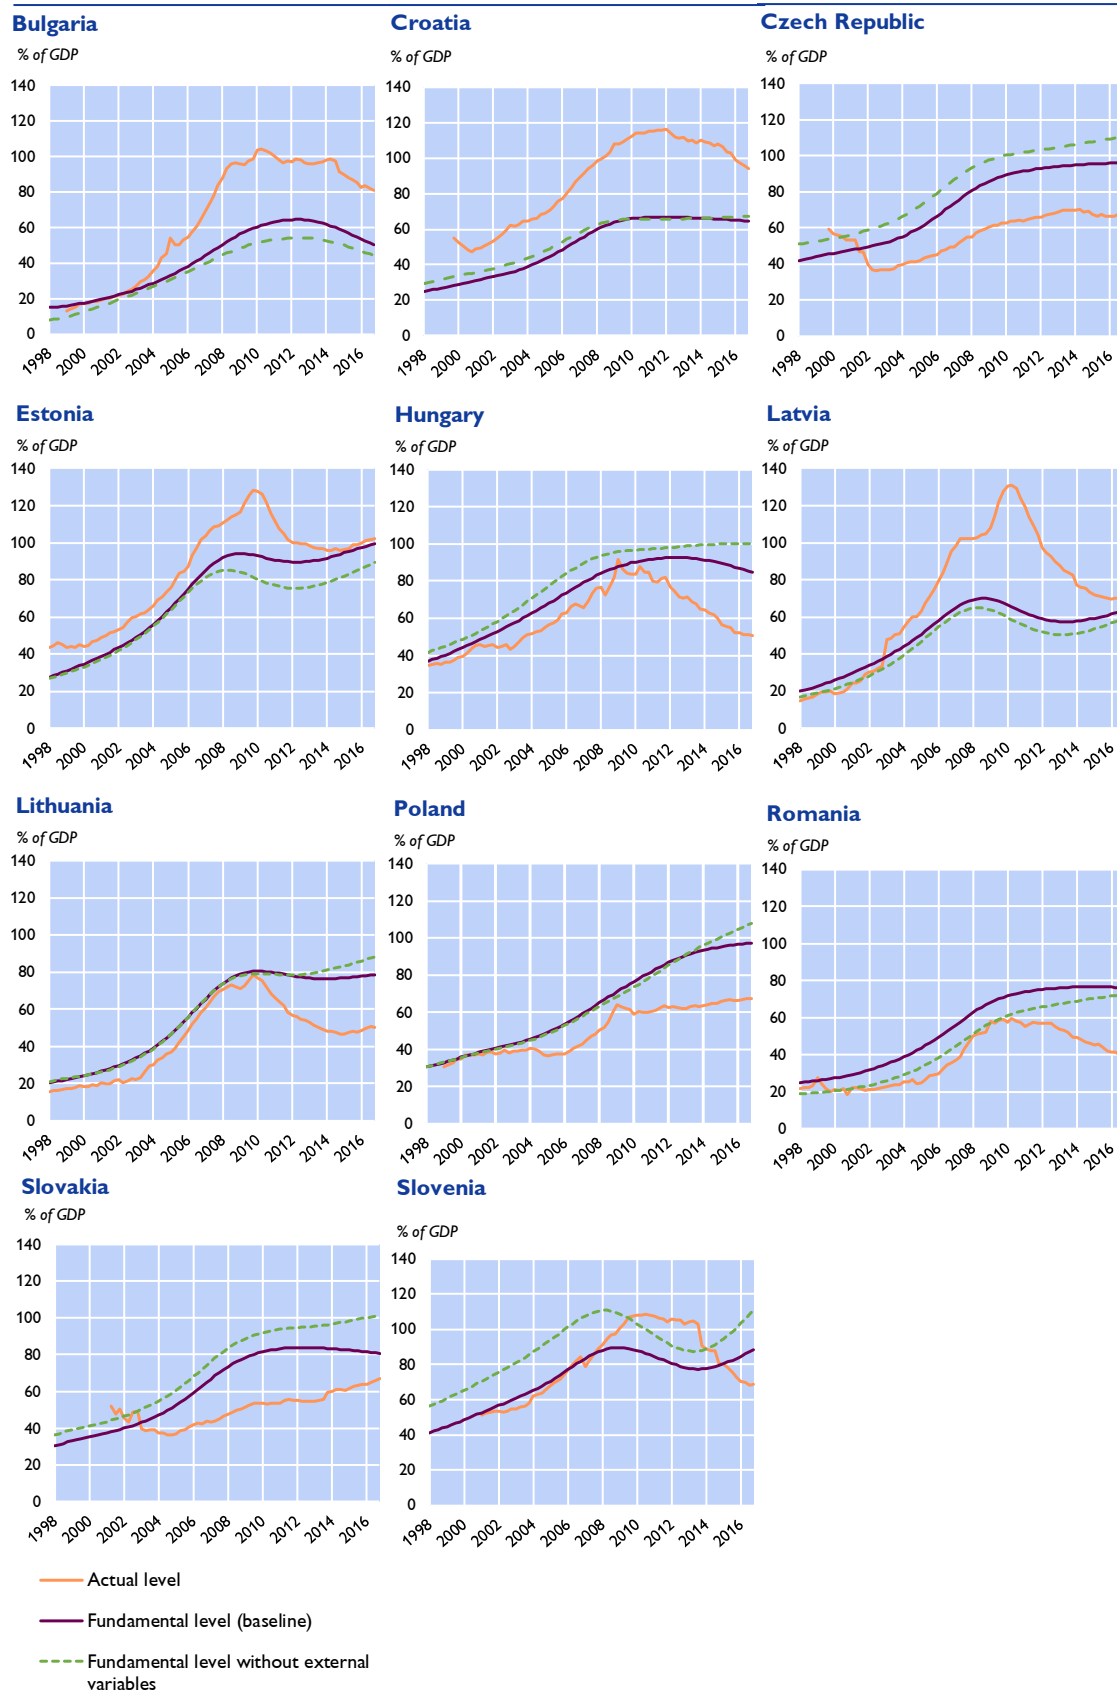 Bulgaria
% of GDP
140
120
100
80
60
40
20
0
1998 2000 2002 2004 2006 2008 2010 2012 2014 2016
Croatia
% of GDP
140
120
100
80
60
40
20
0
1998 2000 2002 2004 2006 2008 2010 2012 2014 2016
Czech Republic
% of GDP
140
120
100
80
60
40
20
0
1998 2000 2002 2004 2006 2008 2010 2012 2014 2016
Estonia
% of GDP
140
120
100
80
60
40
20
0
1998 2000 2002 2004 2006 2008 2010 2012 2014 2016
Hungary
% of GDP
140
120
100
80
60
40
20
0
1998 2000 2002 2004 2006 2008 2010 2012 2014 2016
Latvia
% of GDP
140
120
100
80
60
40
20
0
1998 2000 2002 2004 2006 2008 2010 2012 2014 2016
Lithuania
% of GDP
140
120
100
80
60
40
20
0
1998 2000 2002 2004 2006 2008 2010 2012 2014 2016
Poland
% of GDP
140
120
100
80
60
40
20
0
1998 2000 2002 2004 2006 2008 2010 2012 2014 2016
Romania
% of GDP
140
120
100
80
60
40
20
0
1998 2000 2002 2004 2006 2008 2010 2012 2014 2016
Slovakia
% of GDP
140
120
100
80
60
40
20
0
1998 2000 2002 2004 2006 2008 2010 2012 2014 2016
Slovenia
% of GDP
140
120
100
80
60
40
20
0
1998 2000 2002 2004 2006 2008 2010 2012 2014 2016
Actual level
Fundamental level (baseline)
Fundamental level without external
variables